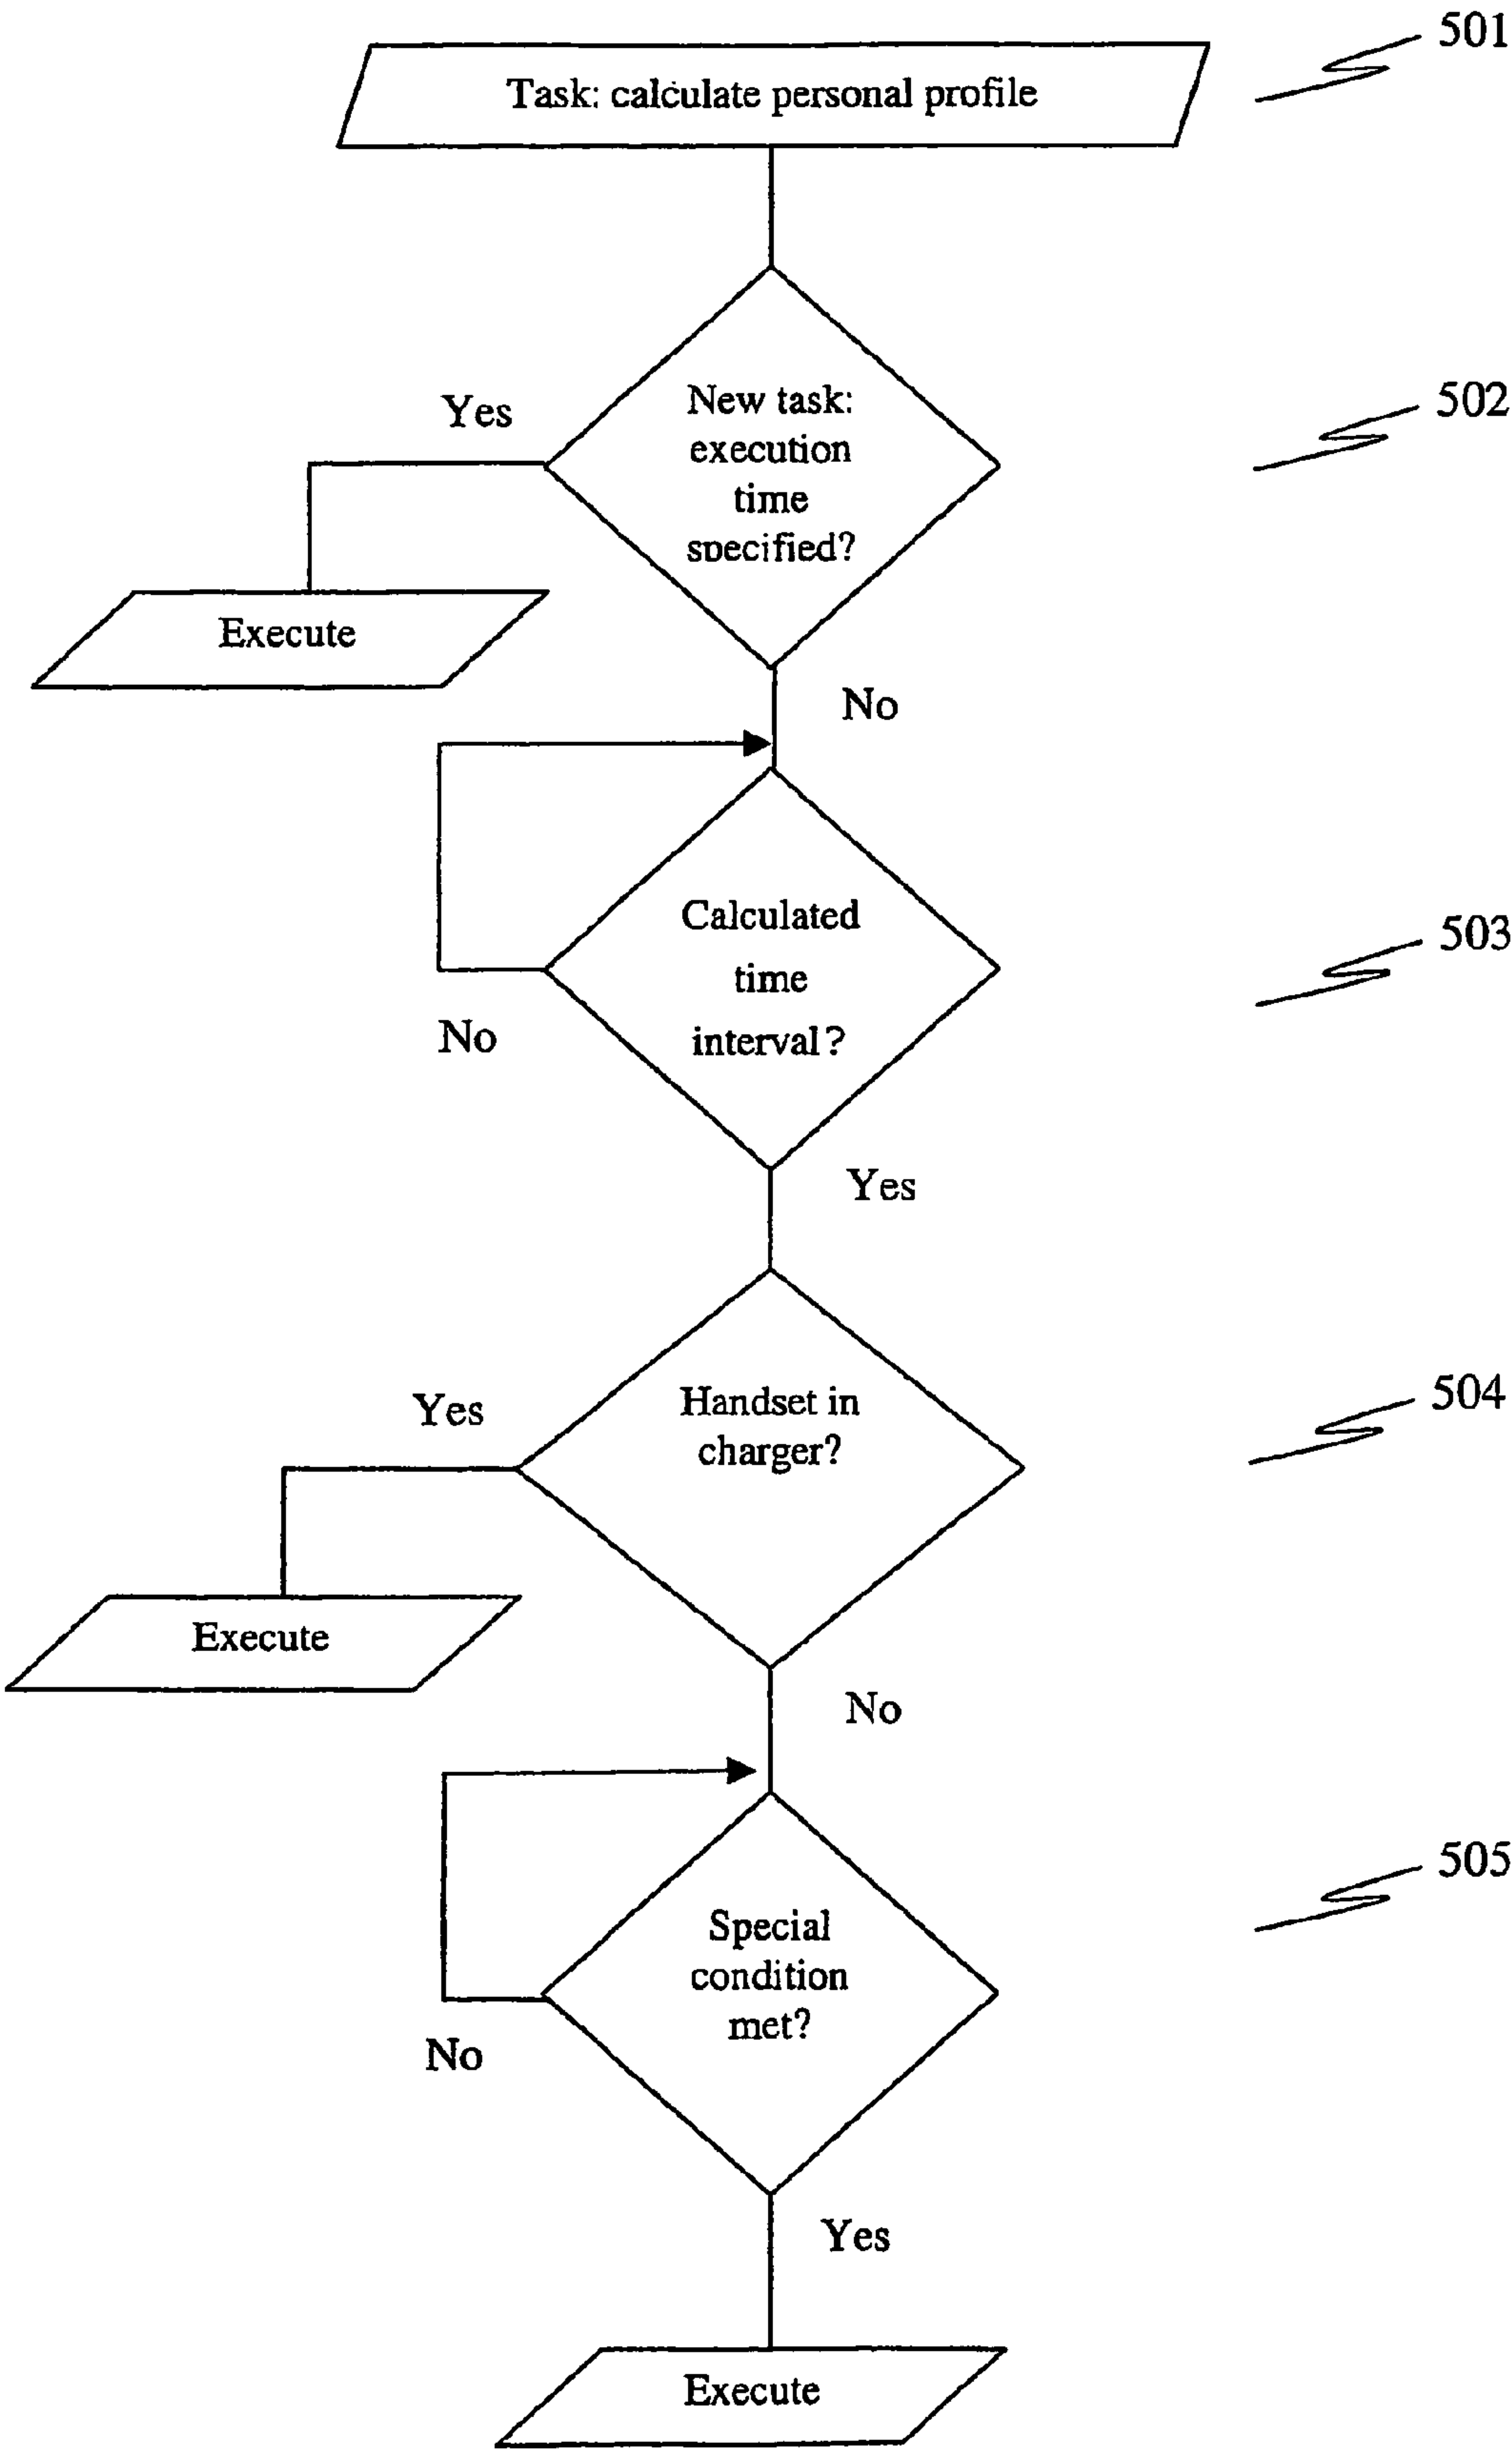 501
Task: calculate personal profile
502
Yes
New task:
execution
time
specified?
Execute
No
503
Calculated
time
interval?
No
Yes
504
Yes
Handset in
charger?
Execute
No
505
Special
condition
met?
No
Yes
Execute